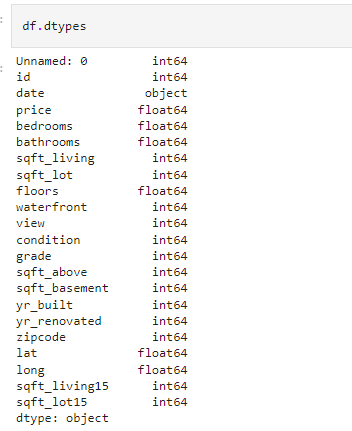 df.dtypes
Unnamed: 0 int64
id int64
date object
price float64
bedrooms float64
bathrooms float64
sqft_living int64
sqft_lot int64
floors float64
waterfront int64
view int64
condition int64
grade int64
sqft_above int64
sqft_basement int64
yr_built int64
yr_renovated int64
zipcode int64
lat float64
long float64
sqft_living15 int64
sqft_lot15 int64
dtype: object